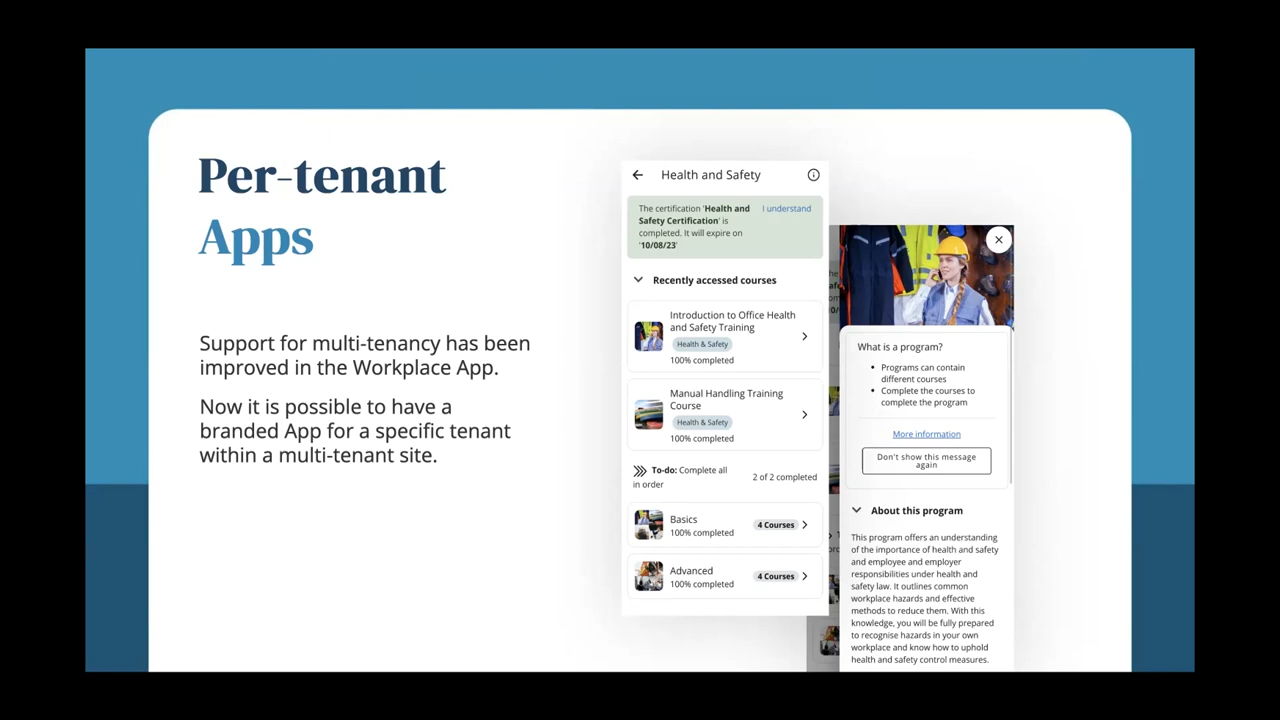 Per-tenant
Apps
Support for multi-tenancy has been
improved in the Workplace App.
Now it is possible to have a
branded App for a specific tenant
within a multi-tenant site.
Health and Safety
The certification 'Health and
Safety Certification' is
completed. It will expire on
'10/08/23'
I understand
Recently accessed courses
Introduction to Office Health
and Safety Training
Health & Safety
100% completed
Manual Handling Training
Course
Health & Safety
100% completed
To-do: Complete all
in order
2 of 2 completed
Basics
100% completed
4 Courses
Advanced
100% completed
4 Courses
What is a program?
Programs can contain
different courses
Complete the courses to
complete the program
More information
Don't show this message
again
About this program
This program offers an understanding
of the importance of health and safety
and employee and employer
responsibilities under health and
safety law. It outlines common
workplace hazards and effective
methods to reduce them. With this
knowledge, you will be fully prepared
to recognise hazards in your own
workplace and know how to uphold
health and safety control measures.